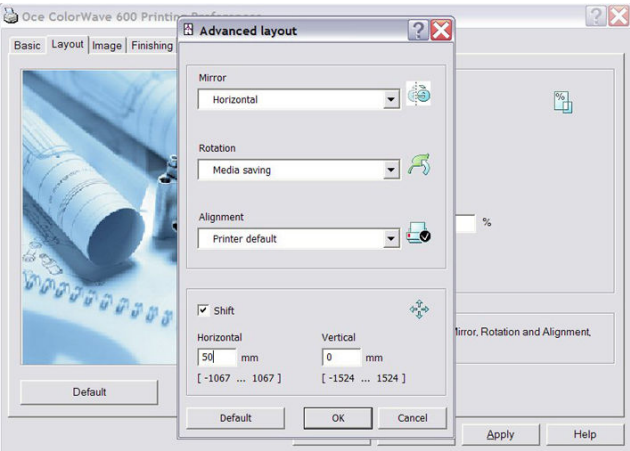 Oce ColorWave 600 Printing Preferences
Advanced layout
Basic Layout Image Finishing
Mirror
Horizontal
Rotation
Media saving
Alignment
Printer default
%
Shift
Horizontal Vertical
50 mm 0 mm
[ -1067 ... 1067 ] [ -1524 ... 1524 ]
Mirror, Rotation and Alignment,
Default
Default OK Cancel
Apply Help